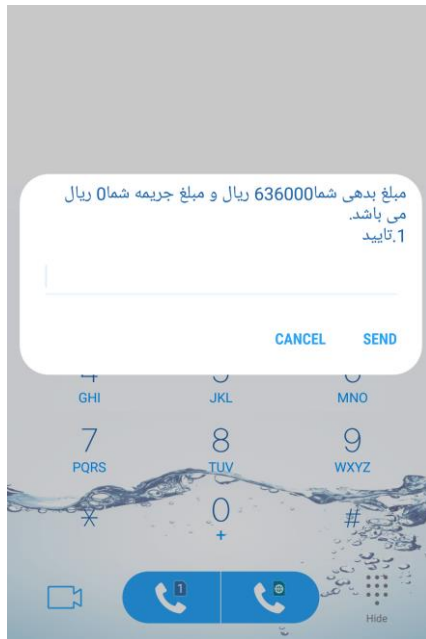 مبلغ بدهی شما636000 ریال و مبلغ جریمه شما0 ریال
می باشد.
1.تایید
CANCEL SEND
GHI JKL MNO
7 8 9
PQRS TUV WXYZ
* 0 #
+
1
Hide